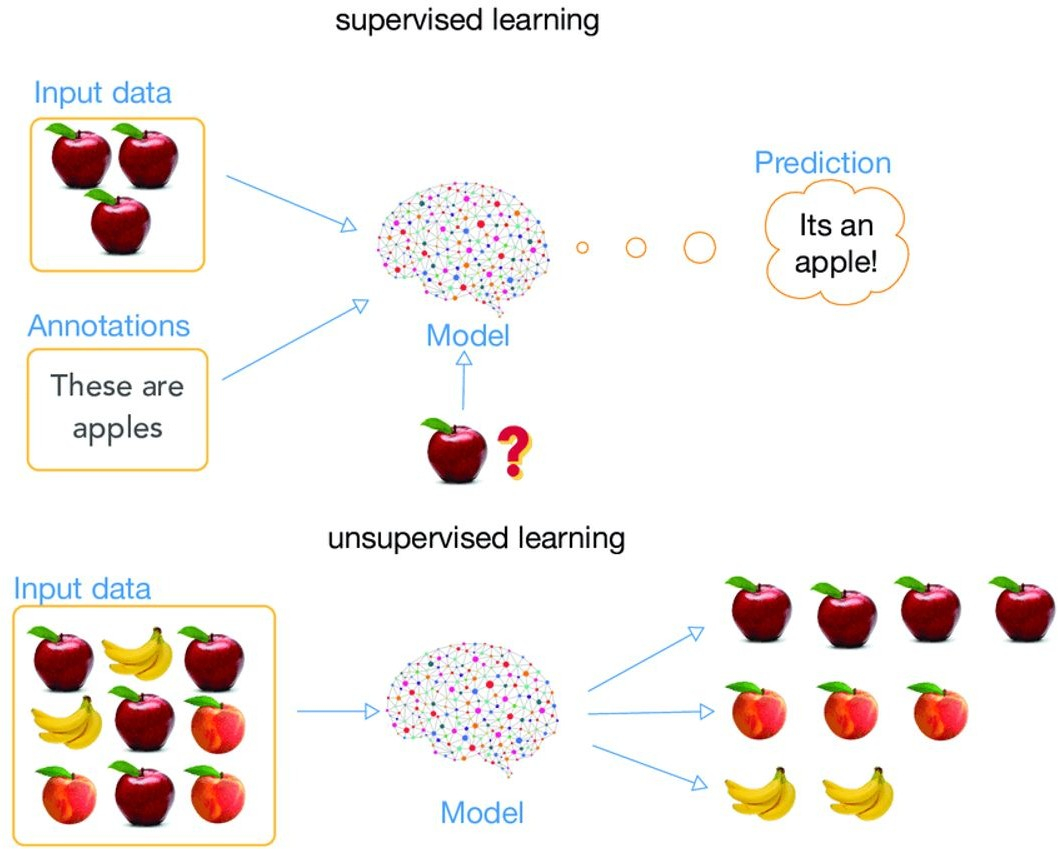 supervised learning
Input data
Prediction
Its an
apple!
Annotations
These are
apples
Model
?
unsupervised learning
Input data
Model